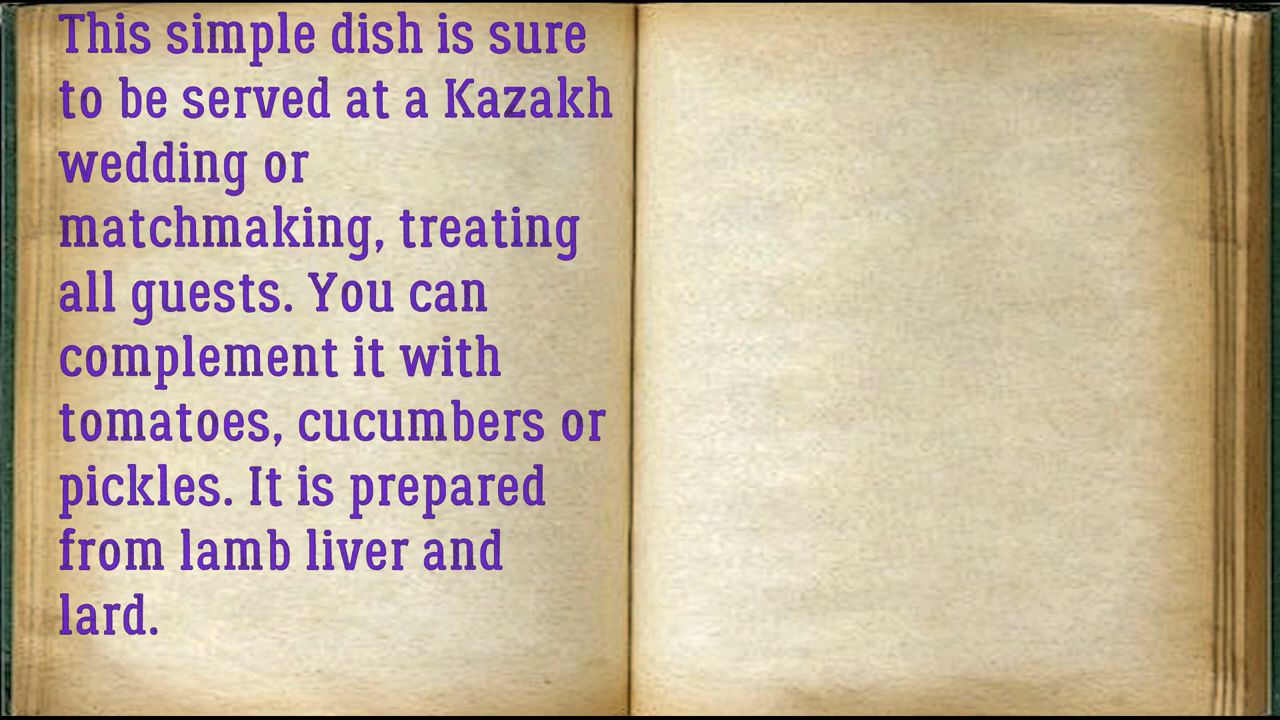 This simple dish is sure
to be served at a Kazakh
wedding or
matchmaking, treating
all guests. You can
complement it with
tomatoes, cucumbers or
pickles. It is prepared
from lamb liver and
lard.